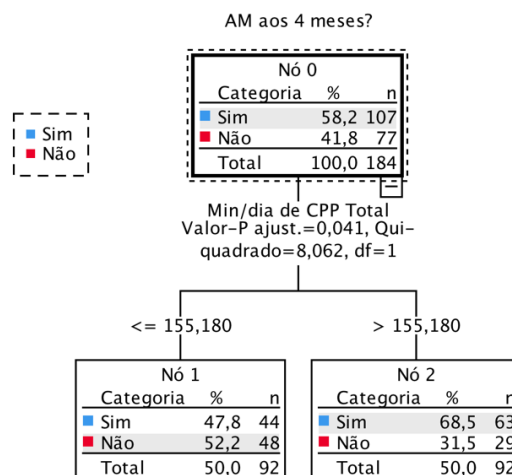 AM aos 4 meses?
Sim
Não
Nó 0
Categoria % n
Sim 58,2 107
Não 41,8 77
Total 100,0 184
Min/dia de CPP Total
Valor-P ajust.=0,041, Qui-
quadrado=8,062, df=1
<= 155,180
> 155,180
Nó 1
Categoria % n
Sim 47,8 44
Não 52,2 48
Total 50,0 92
Nó 2
Categoria % n
Sim 68,5 63
Não 31,5 29
Total 50,0 92